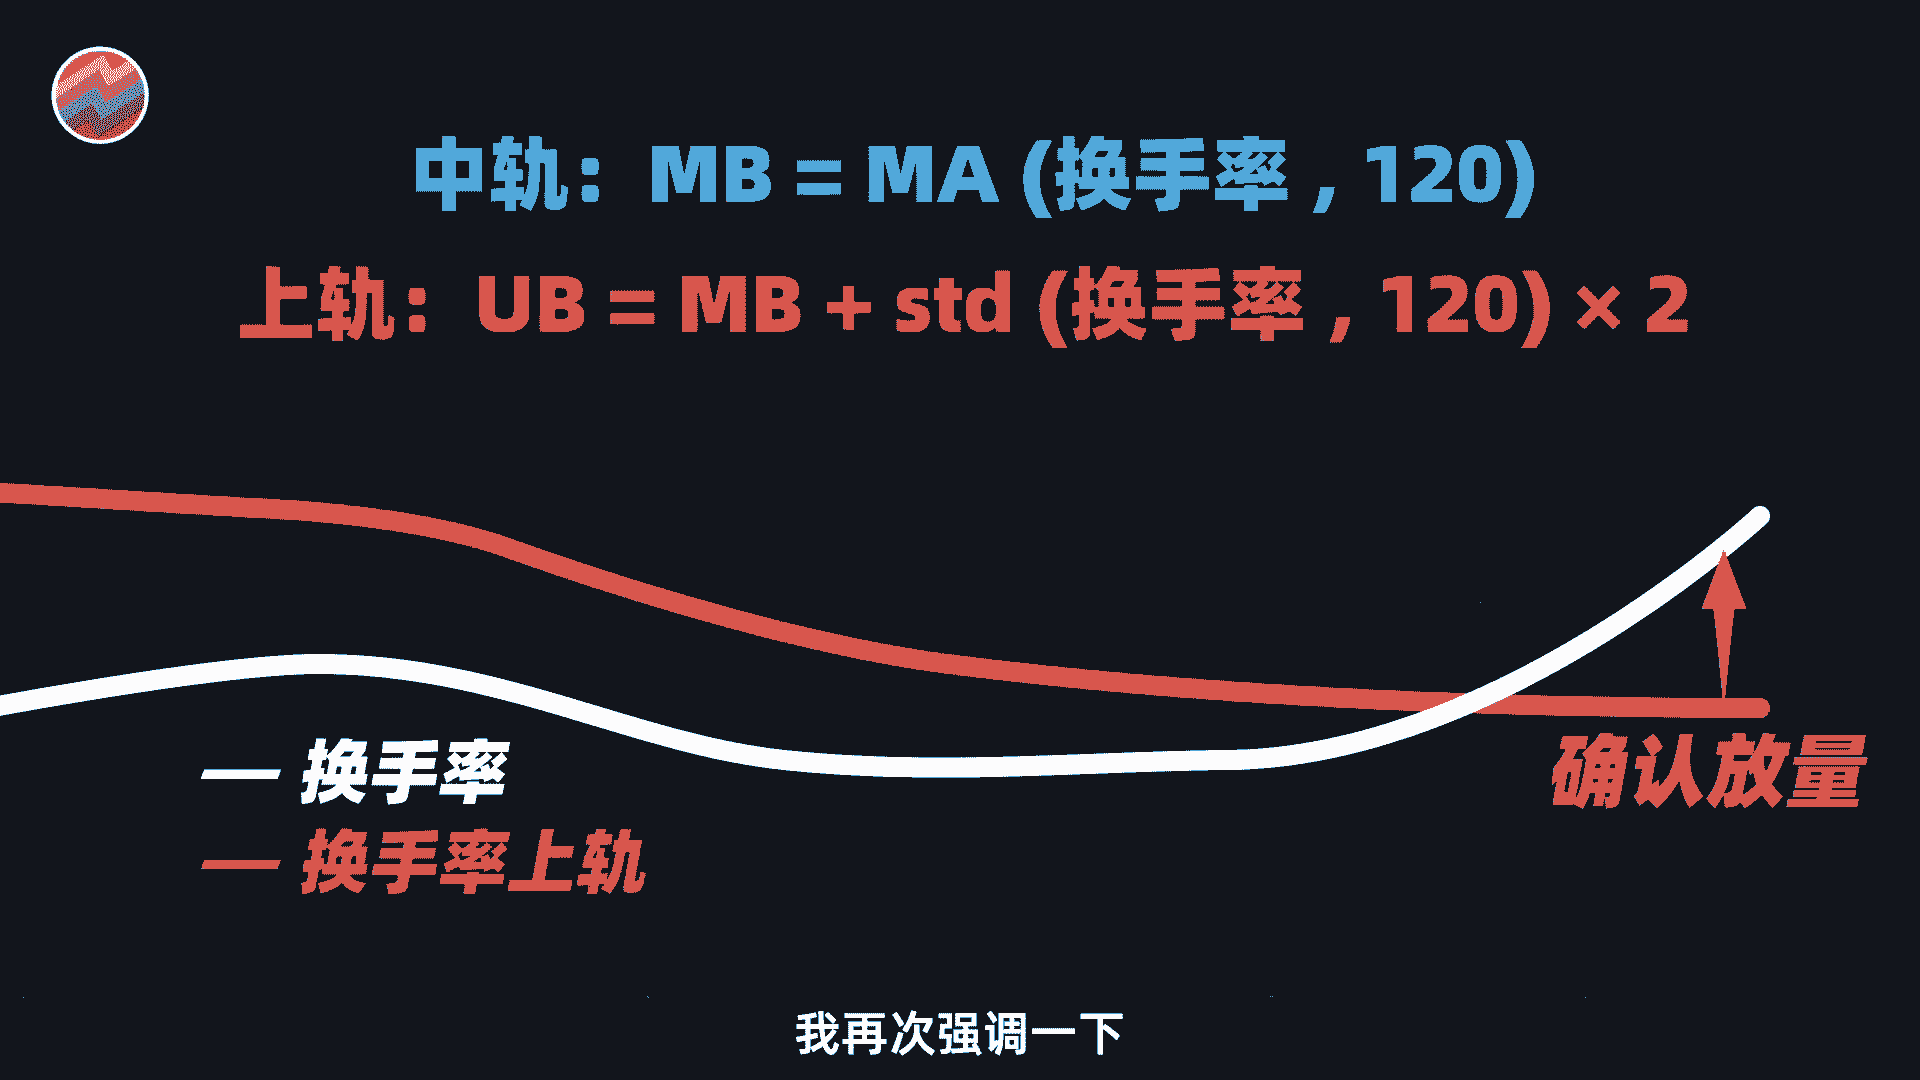 中轨：MB = MA (换手率 , 120)
上轨：UB = MB + std (换手率 , 120) × 2
— 换手率
— 换手率上轨
确认放量
我再次强调一下